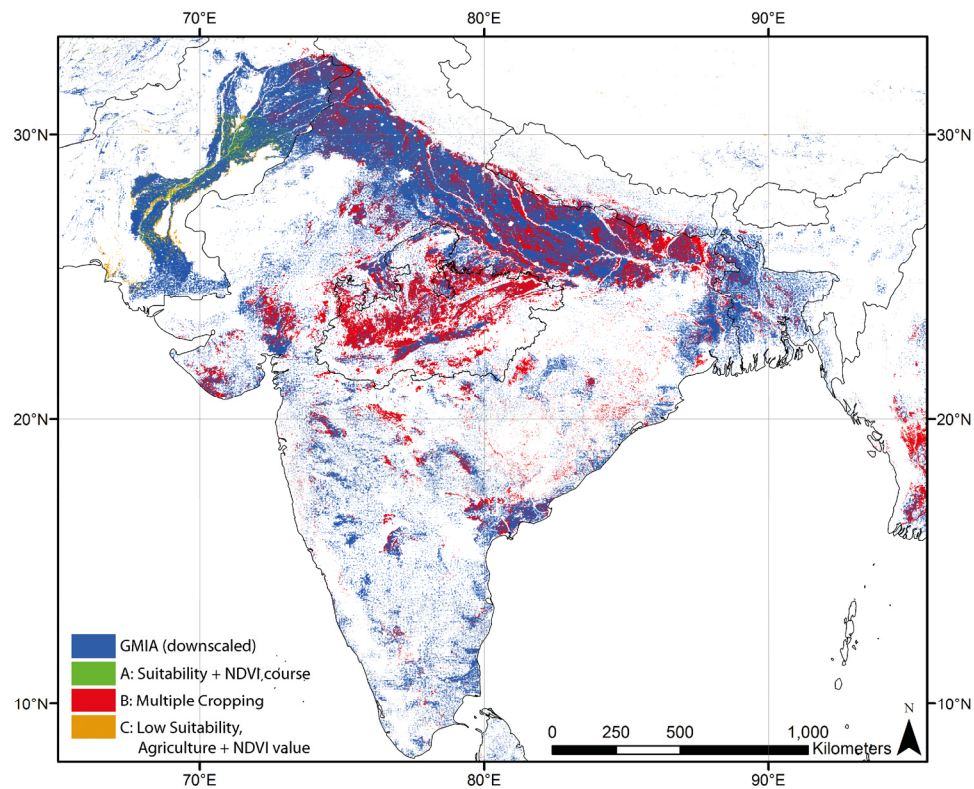 70°E 80°E 90°E
30°N 30°N
20°N 20°N
10°N 10°N
GMIA (downscaled)
A: Suitability + NDVI course
B: Multiple Cropping
C: Low Suitability,
Agriculture + NDVI value
N
0 250 500 1,000
Kilometers
70°E 80°E 90°E